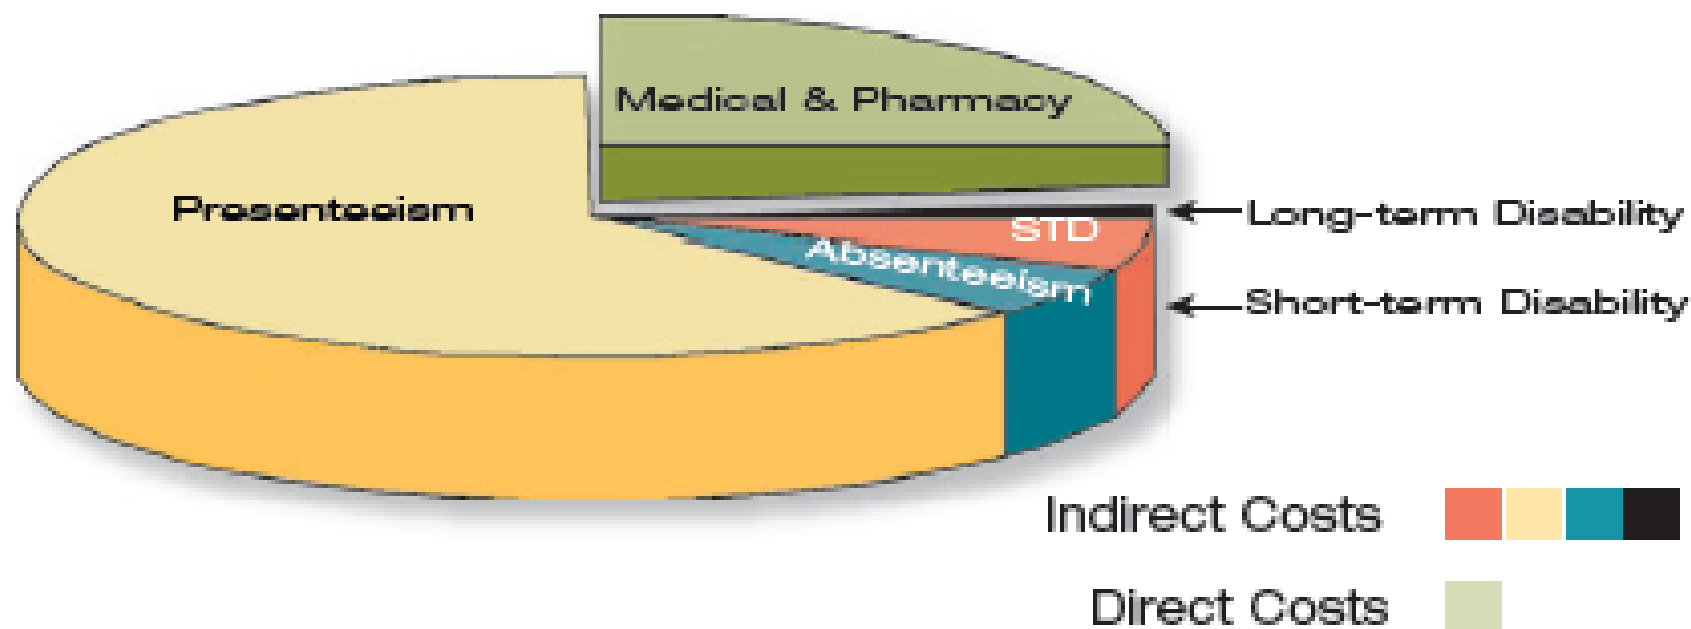 Medical & Pharmacy
Presenteeism
Long-term Disability
STD
Absenteeism
Short-term Disability
Indirect Costs
Direct Costs